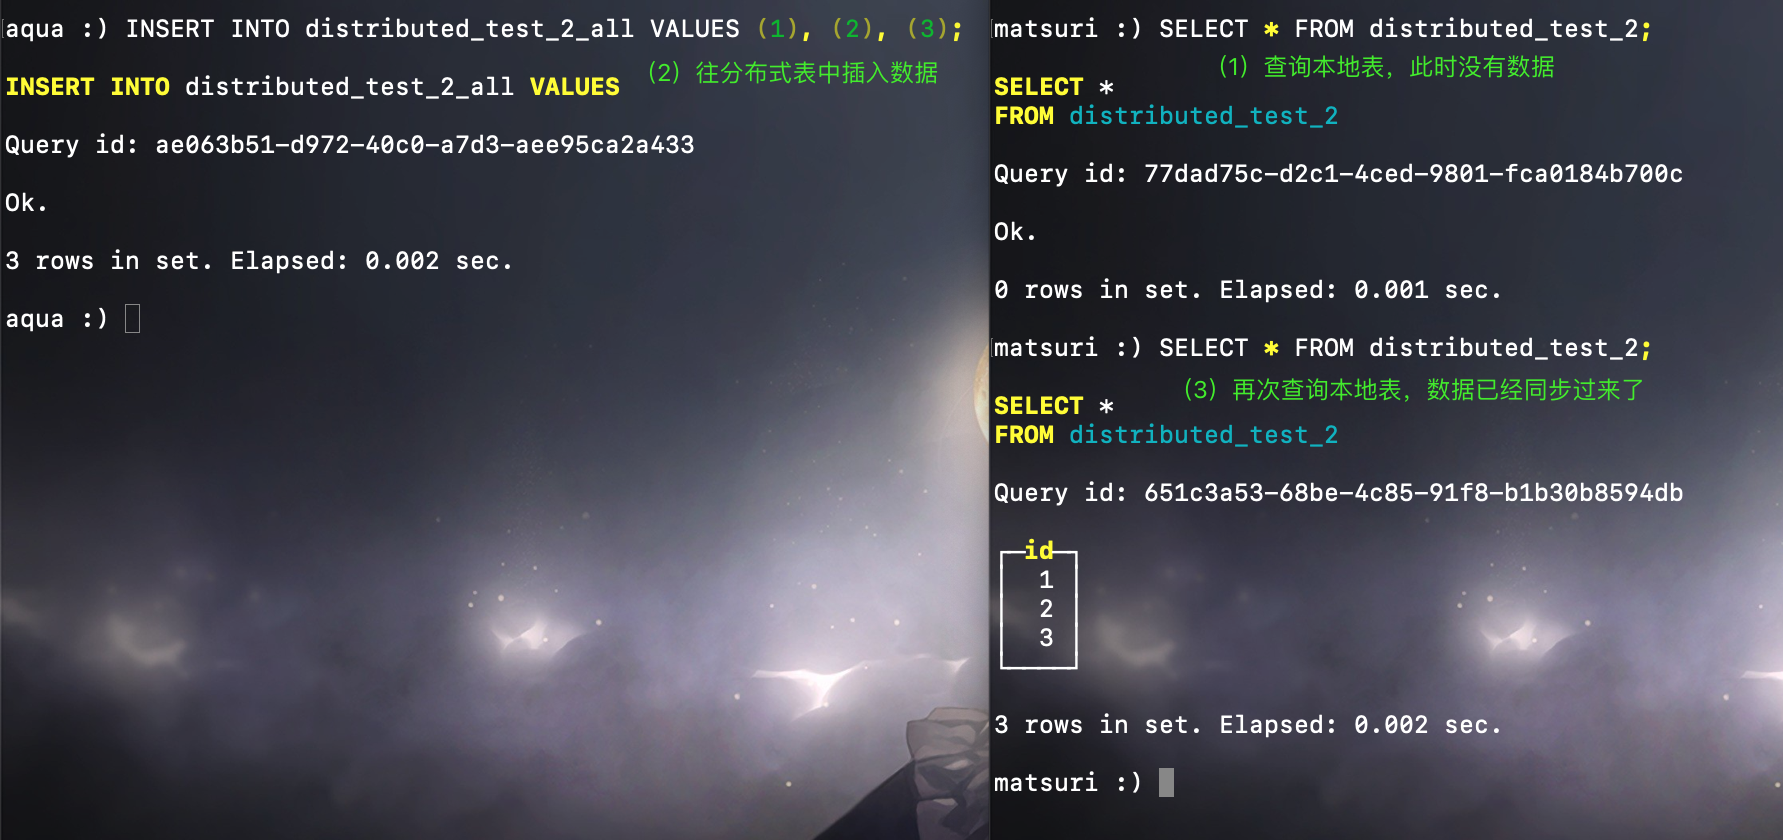 aqua :) INSERT INTO distributed_test_2_all VALUES (1), (2), (3);
INSERT INTO distributed_test_2_all VALUES
（2）往分布式表中插入数据
Query id: ae063b51-d972-40c0-a7d3-aee95ca2a433
Ok.
3 rows in set. Elapsed: 0.002 sec.
aqua :)
matsuri :) SELECT * FROM distributed_test_2;
（1）查询本地表，此时没有数据
SELECT *
FROM distributed_test_2
Query id: 77dad75c-d2c1-4ced-9801-fca0184b700c
Ok.
0 rows in set. Elapsed: 0.001 sec.
matsuri :) SELECT * FROM distributed_test_2;
（3）再次查询本地表，数据已经同步过来了
SELECT *
FROM distributed_test_2
Query id: 651c3a53-68be-4c85-91f8-b1b30b8594db
id
1
2
3
3 rows in set. Elapsed: 0.002 sec.
matsuri :)